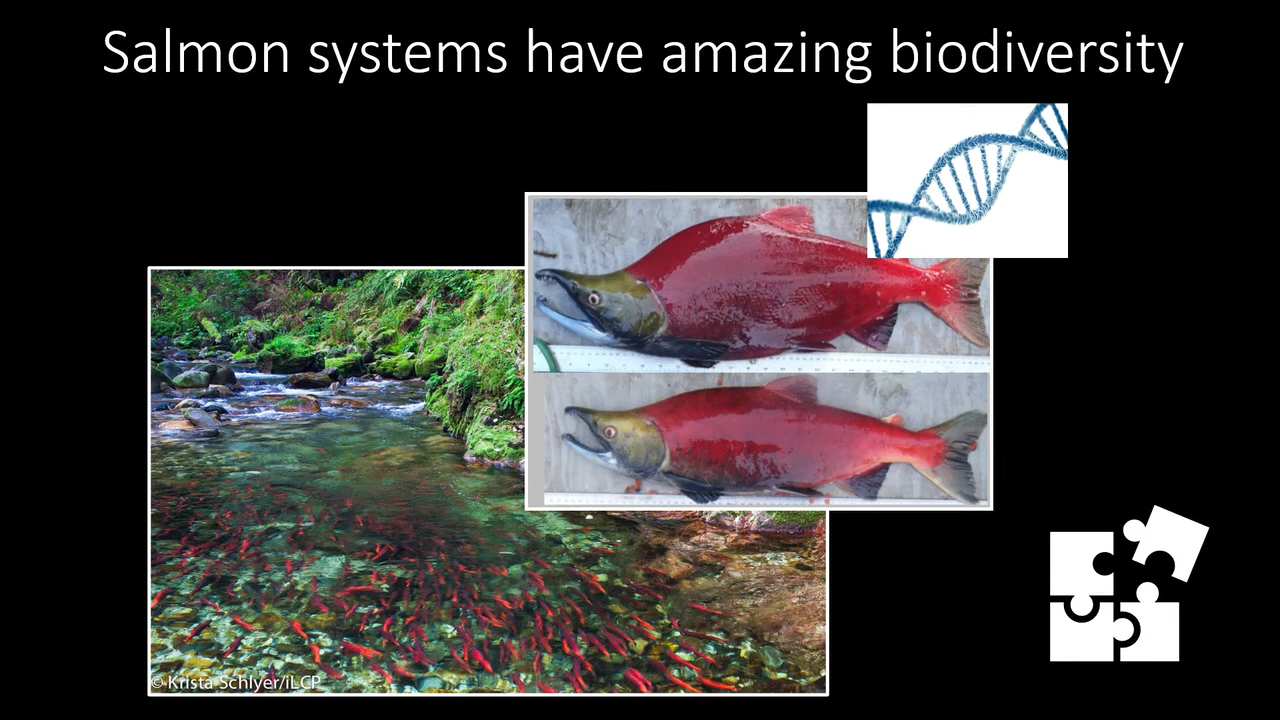 Salmon systems have amazing biodiversity
© Krista Schlyer/iLCP